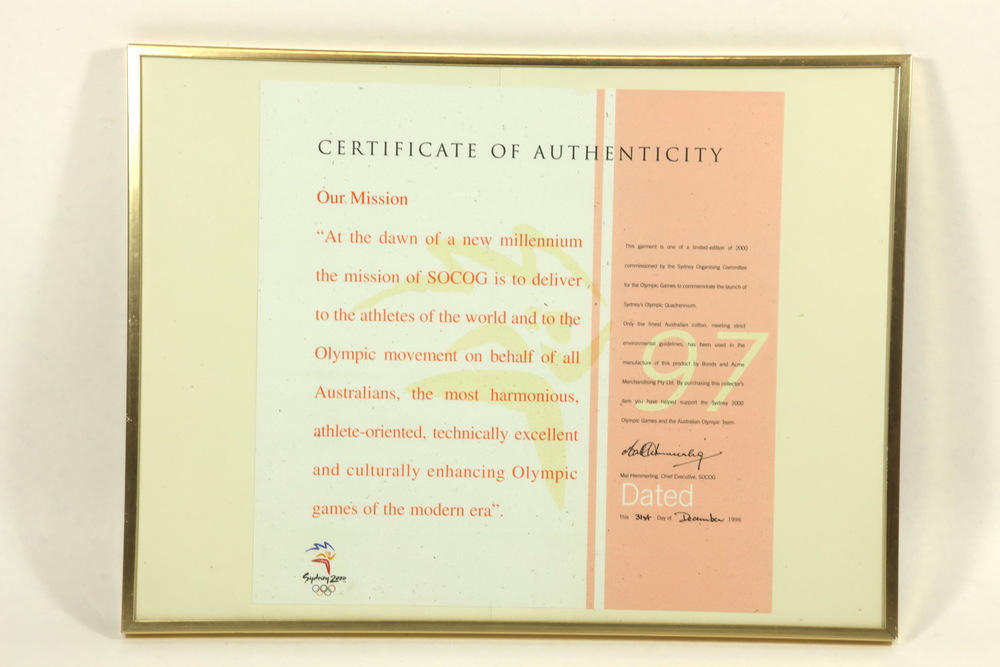 CERTIFICATE OF AUTHENTICITY
Our Mission
“At the dawn of a new millennium
the mission of SOCOG is to deliver
to the athletes of the world and to the
Olympic movement on behalf of all
Australians, the most harmonious,
athlete-oriented, technically excellent
and culturally enhancing Olympic
games of the modern era”.
Sydney 2000
This garment is one of a limited-edition of 2000
commissioned by the Sydney Organising Committee
for the Olympic Games to commemorate the launch of
Sydney's Olympic Quadrennium.
Only the finest Australian cotton, meeting strict
environmental guidelines, has been used in the
manufacture of this product by Bonds and Acme
Merchandising Pty Ltd. By purchasing this collector's
item you have helped support the Sydney 2000
Olympic Games and the Australian Olympic Team.
97
Mal Hemmerling, Chief Executive, SOCOG
Dated
This 31st Day of December 1996